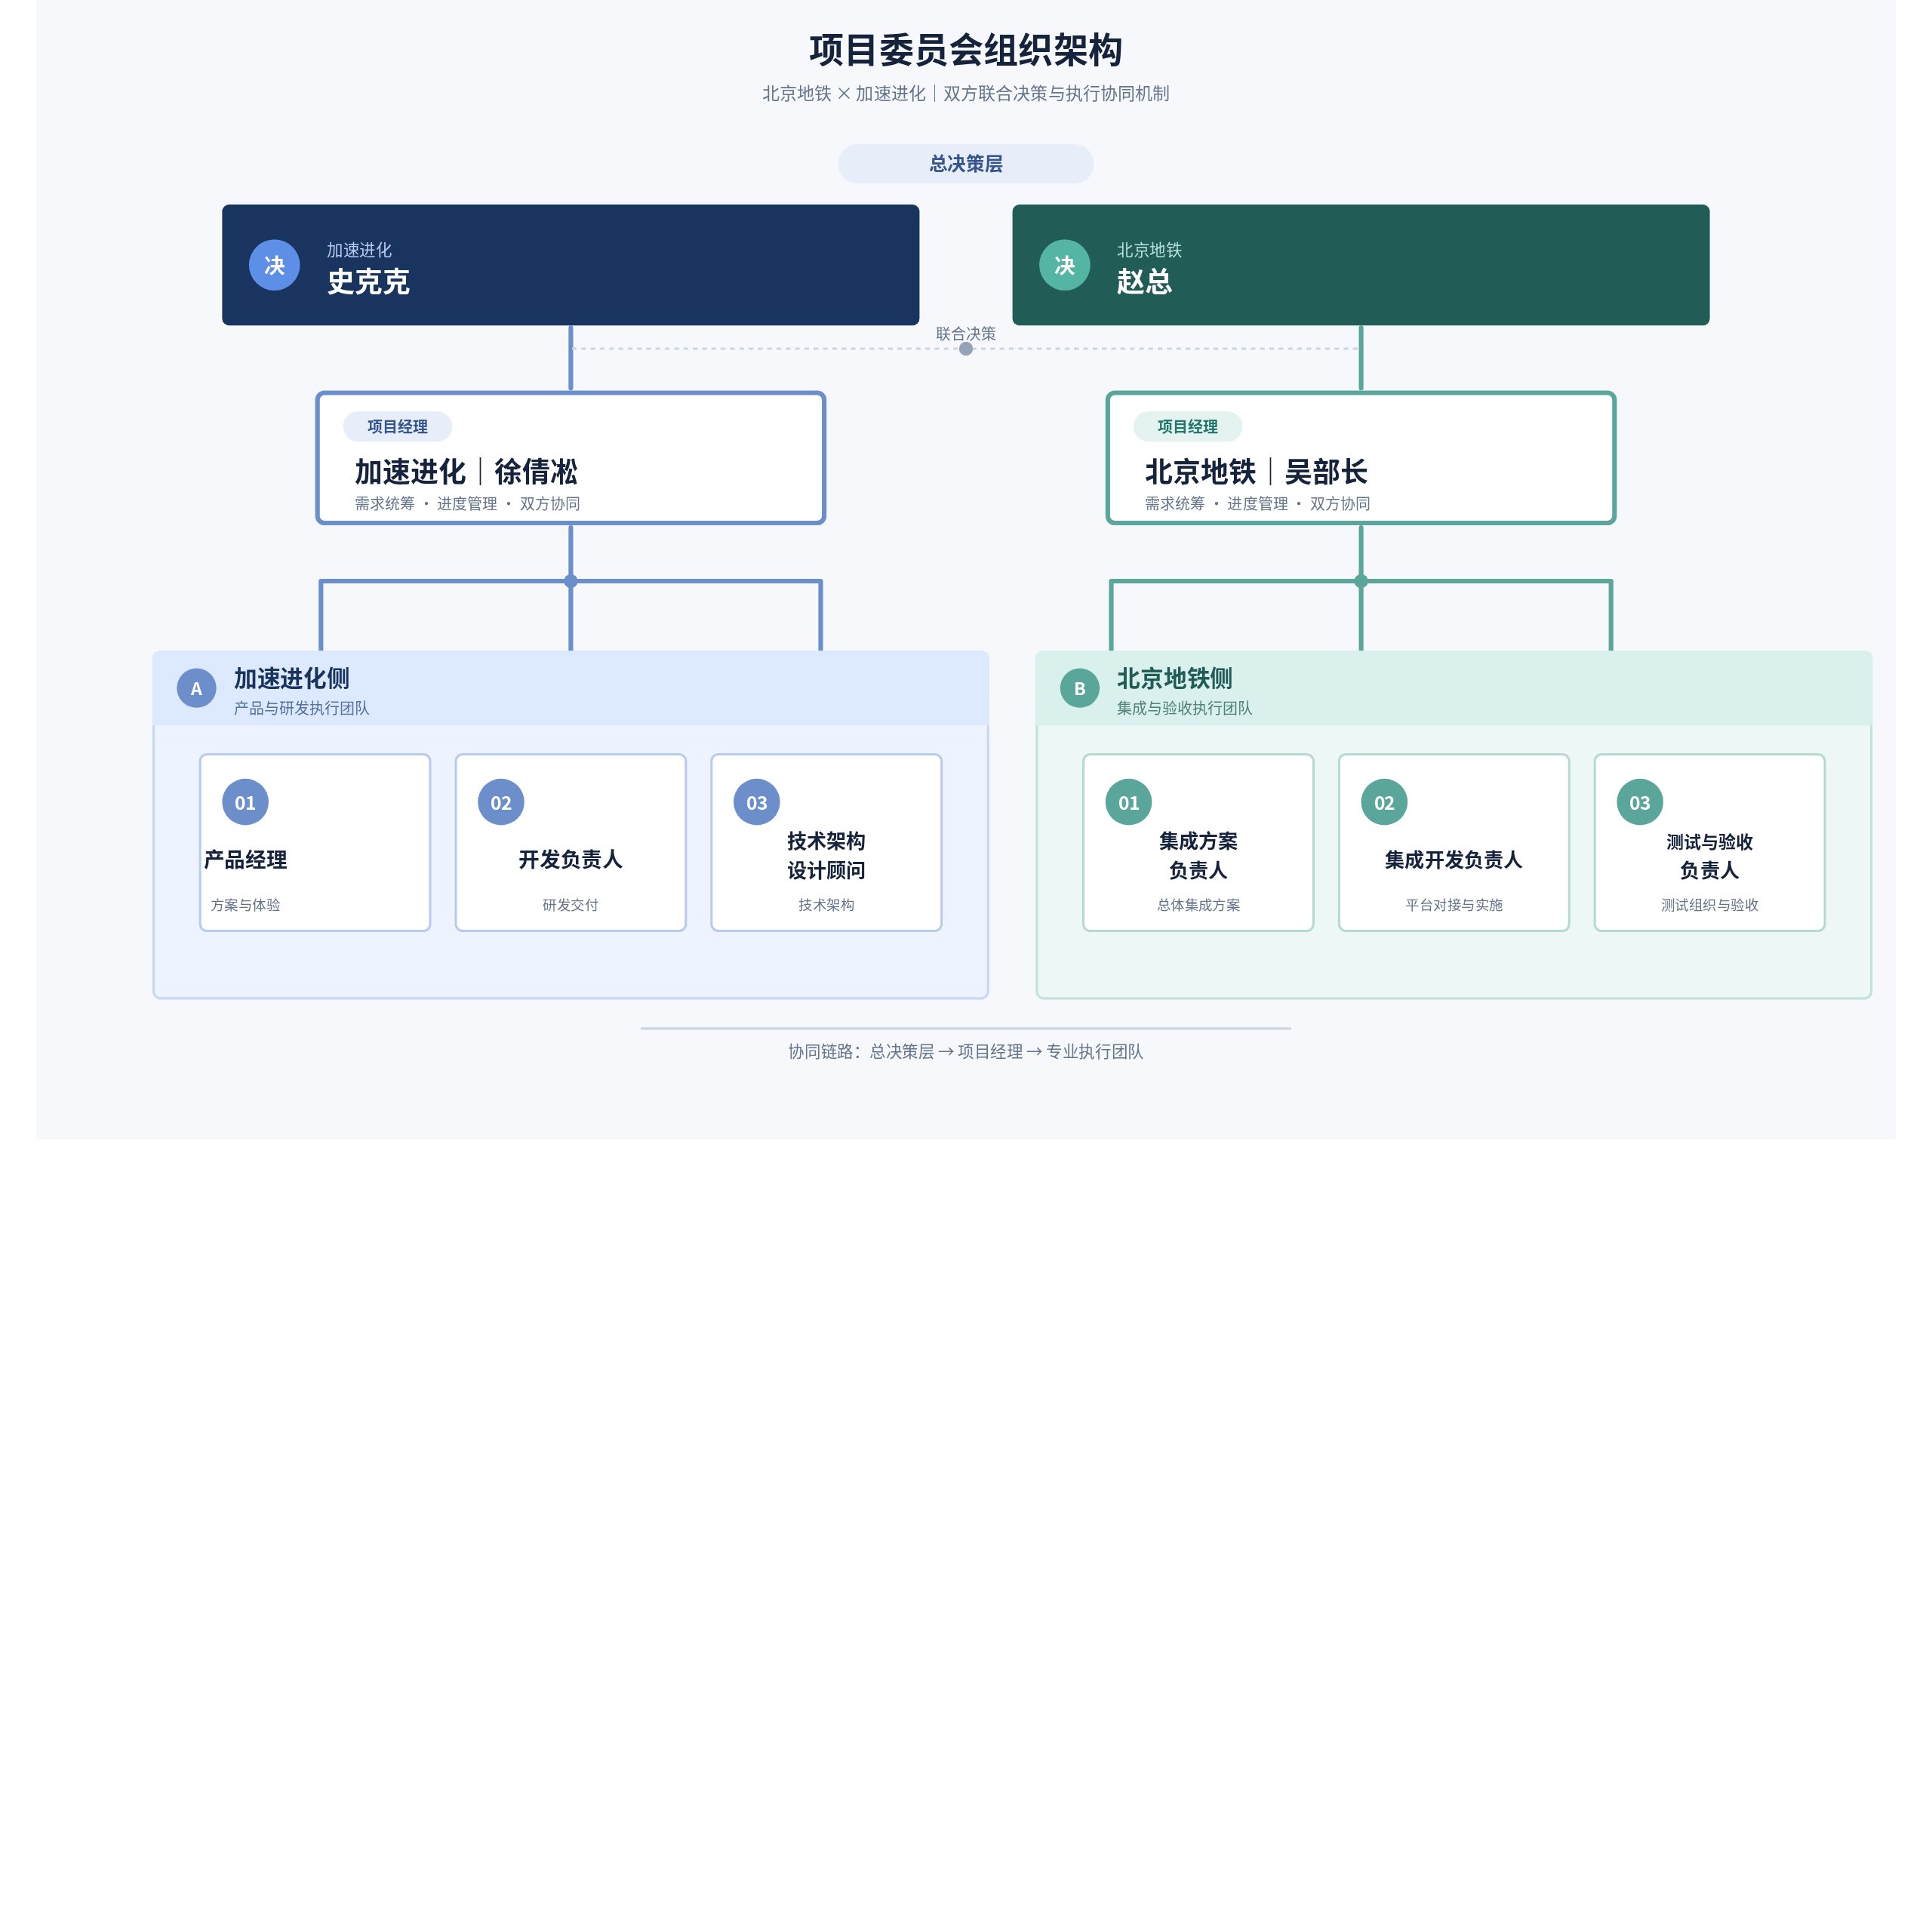 项目委员会组织架构
北京地铁 × 加速进化｜双方联合决策与执行协同机制
总决策层
决
加速进化
史克克
决
北京地铁
赵总
联合决策
项目经理
加速进化｜徐倩凇
需求统筹 · 进度管理 · 双方协同
项目经理
北京地铁｜吴部长
需求统筹 · 进度管理 · 双方协同
A
加速进化侧
产品与研发执行团队
01
产品经理
方案与体验
02
开发负责人
研发交付
03
技术架构
设计顾问
技术架构
B
北京地铁侧
集成与验收执行团队
01
集成方案
负责人
总体集成方案
02
集成开发负责人
平台对接与实施
03
测试与验收
负责人
测试组织与验收
协同链路：总决策层 → 项目经理 → 专业执行团队